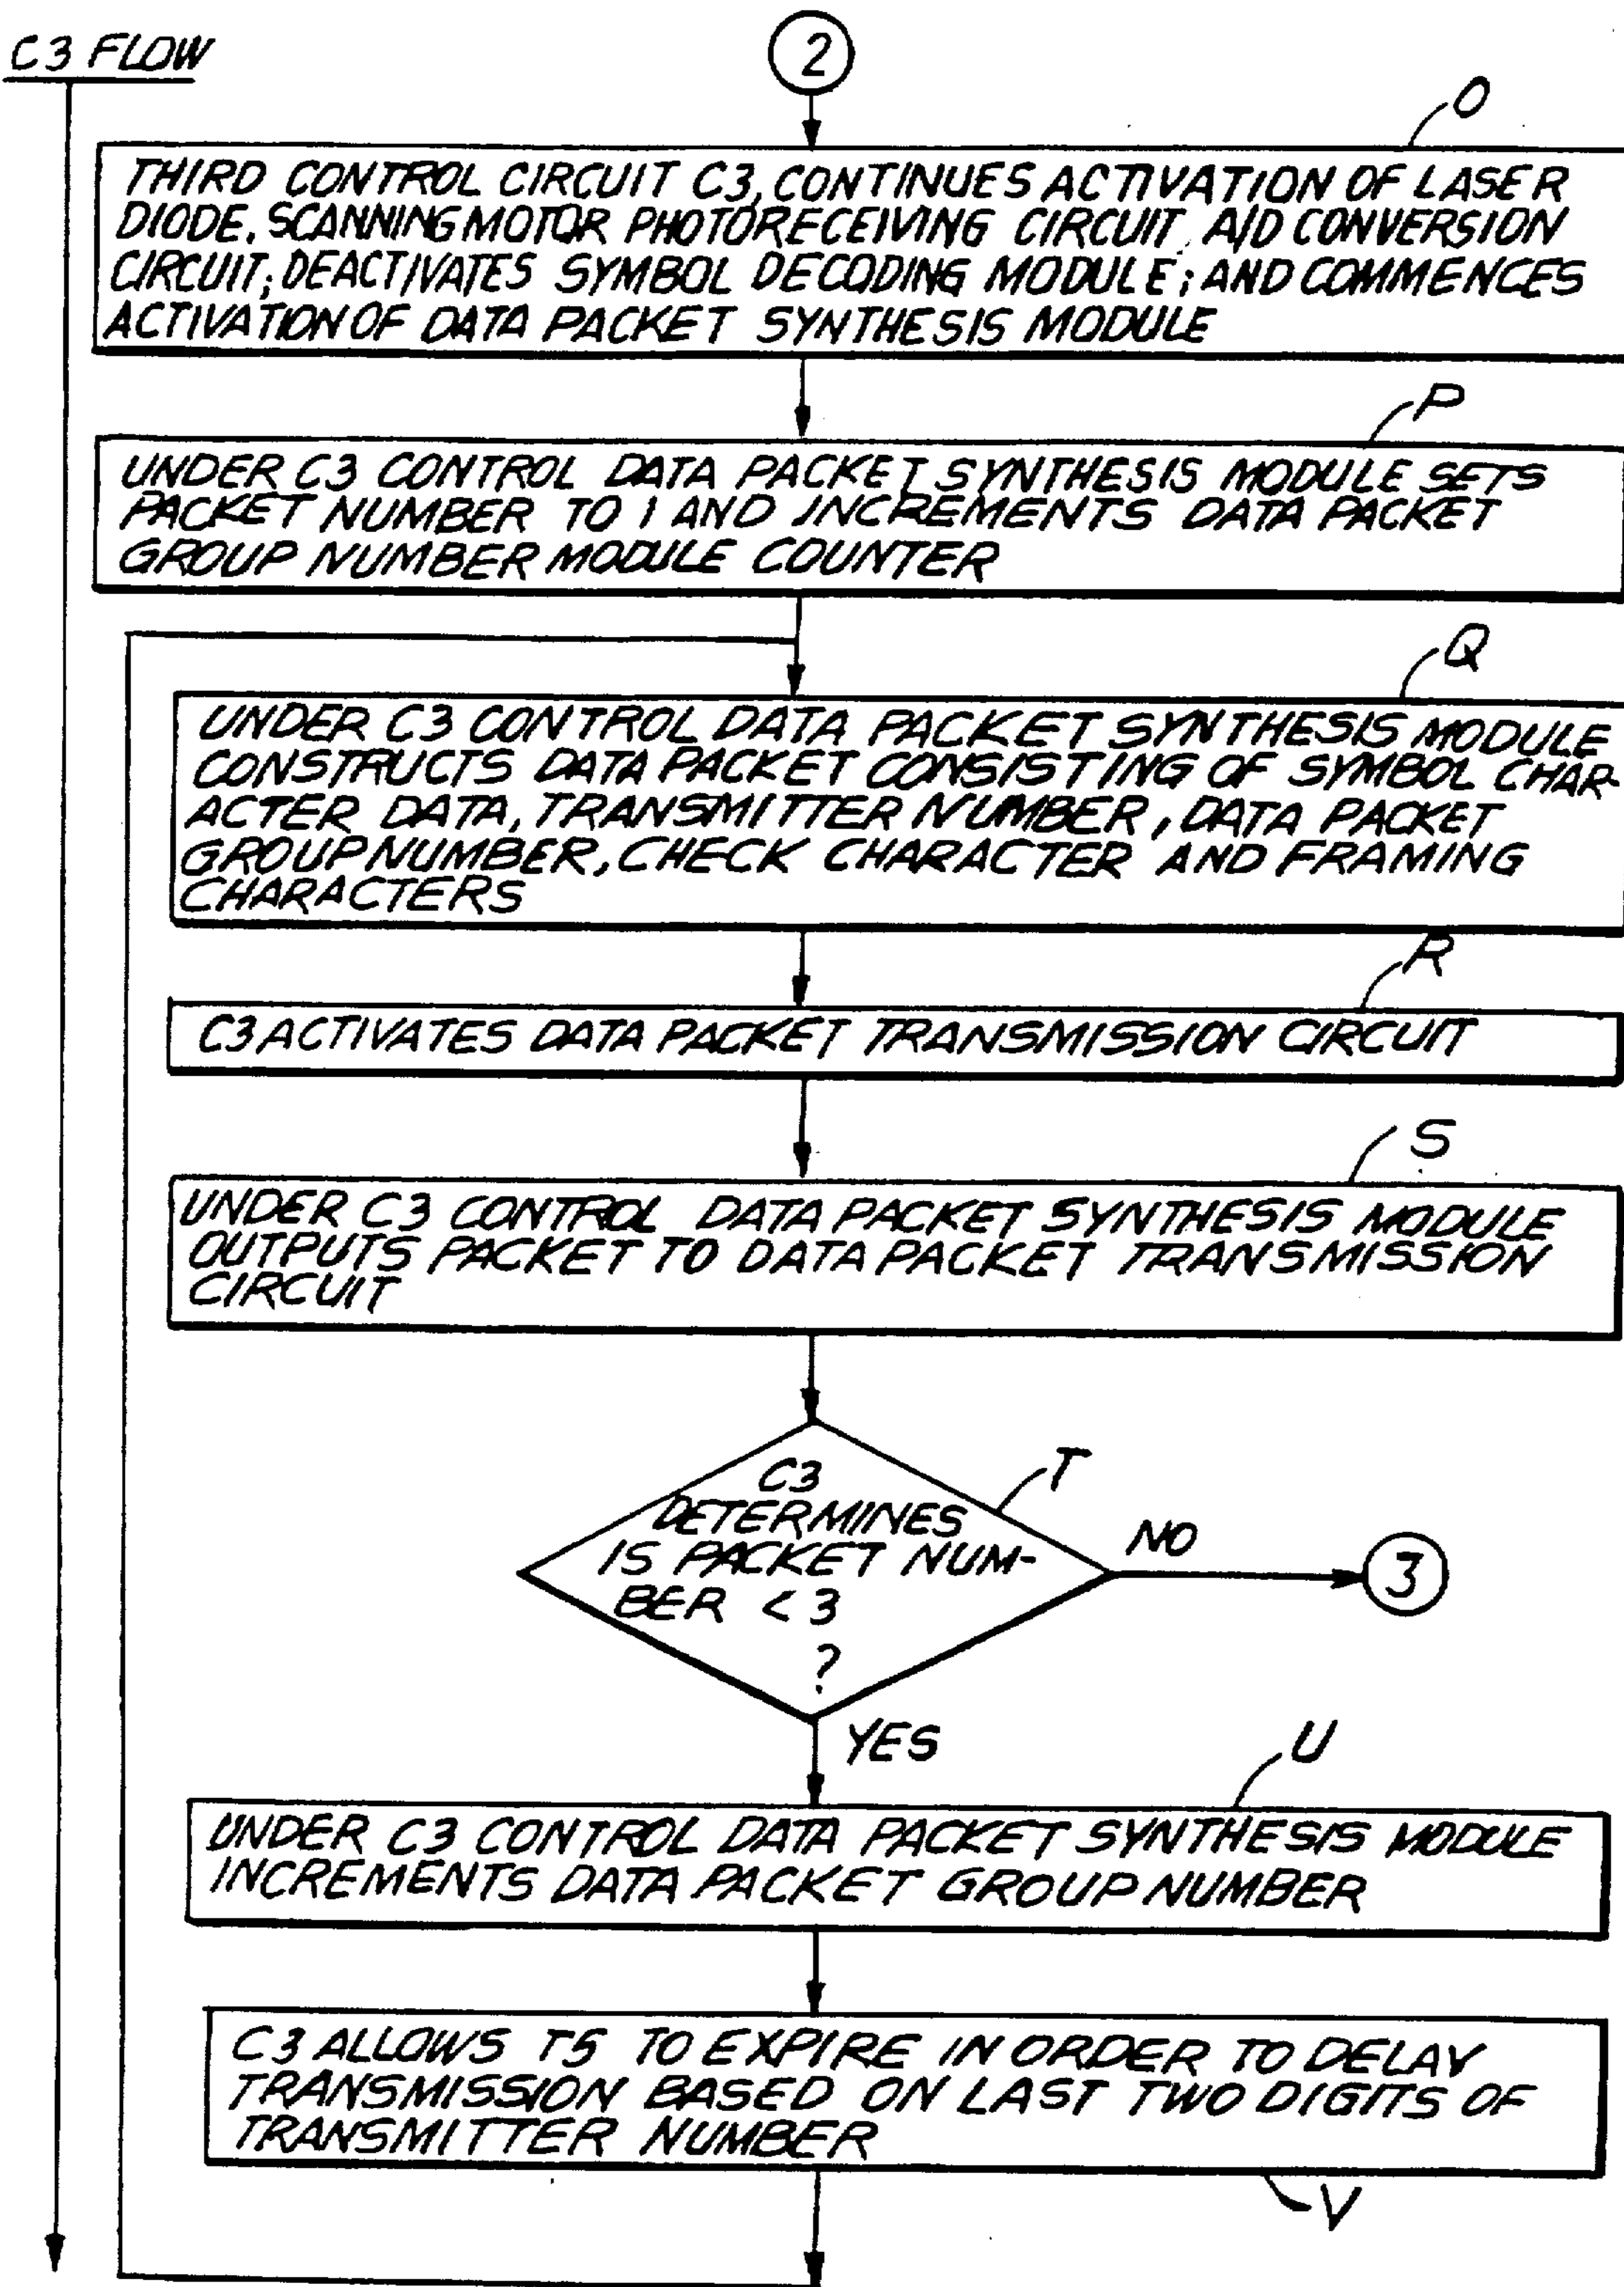 C3 FLOW
2
O
THIRD CONTROL CIRCUIT C3, CONTINUES ACTIVATION OF LASER
DIODE, SCANNING MOTOR PHOTORECEIVING CIRCUIT, A/D CONVERSION
CIRCUIT; DEACTIVATES SYMBOL DECODING MODULE; AND COMMENCES
ACTIVATION OF DATA PACKET SYNTHESIS MODULE
P
UNDER C3 CONTROL DATA PACKET SYNTHESIS MODULE SETS
PACKET NUMBER TO 1 AND INCREMENTS DATA PACKET
GROUP NUMBER MODULE COUNTER
Q
UNDER C3 CONTROL DATA PACKET SYNTHESIS MODULE
CONSTRUCTS DATA PACKET CONSISTING OF SYMBOL CHAR-
ACTER DATA, TRANSMITTER NUMBER, DATA PACKET
GROUP NUMBER, CHECK CHARACTER AND FRAMING
CHARACTERS
R
C3 ACTIVATES DATA PACKET TRANSMISSION CIRCUIT
S
UNDER C3 CONTROL DATA PACKET SYNTHESIS MODULE
OUTPUTS PACKET TO DATA PACKET TRANSMISSION
CIRCUIT
T
C3
DETERMINES
IS PACKET NUM-
BER < 3
?
NO
3
YES
U
UNDER C3 CONTROL DATA PACKET SYNTHESIS MODULE
INCREMENTS DATA PACKET GROUP NUMBER
C3 ALLOWS T5 TO EXPIRE IN ORDER TO DELAY
TRANSMISSION BASED ON LAST TWO DIGITS OF
TRANSMITTER NUMBER
V